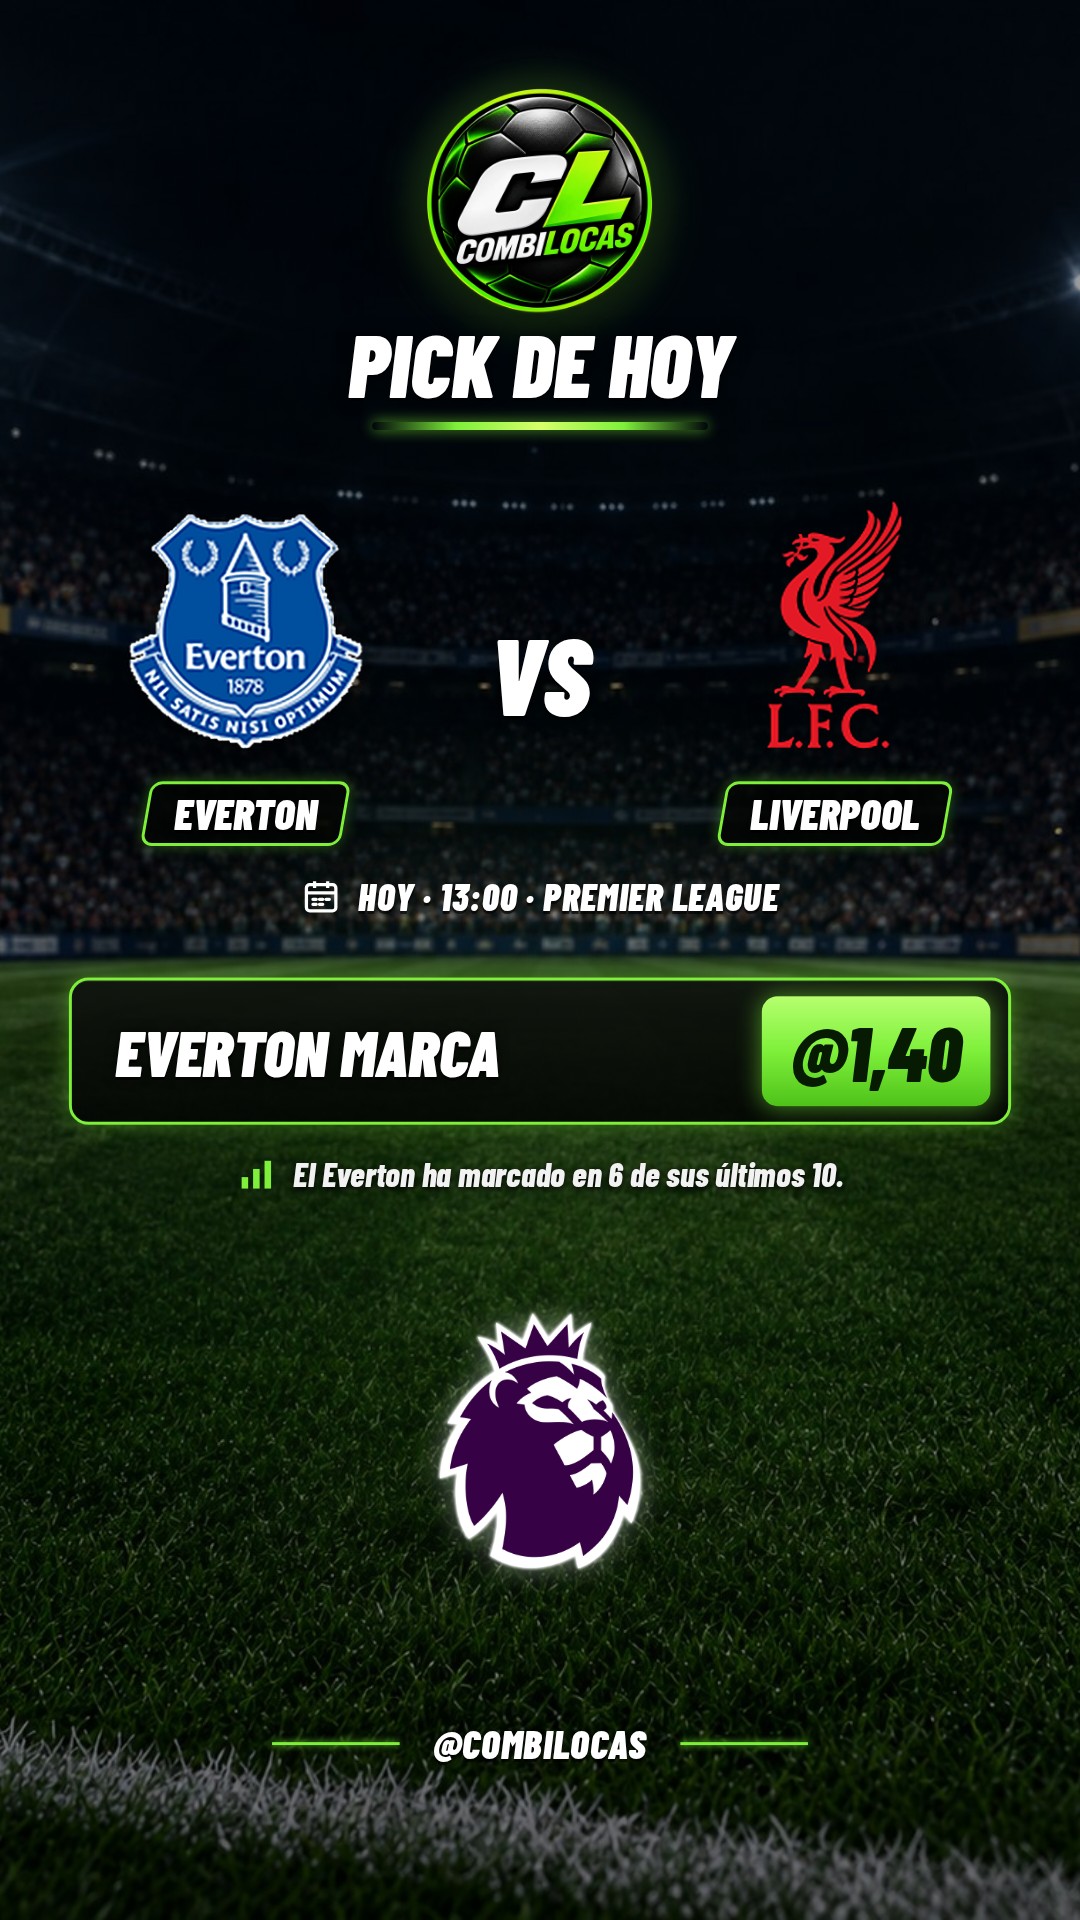 CL
COMBILOCAS
PICK DE HOY
Everton
1878
NIL SATIS NISI OPTIMUM
VS
L.F.C.
EVERTON
LIVERPOOL
HOY · 13:00 · PREMIER LEAGUE
EVERTON MARCA
@1,40
El Everton ha marcado en 6 de sus últimos 10.
@COMBILOCAS